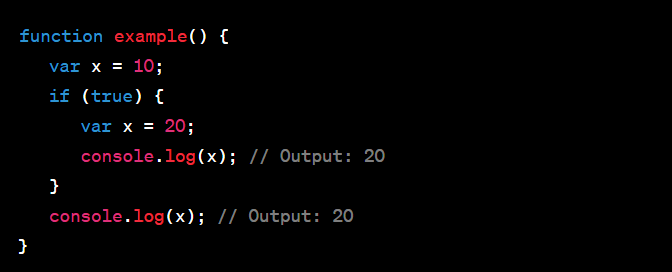 function example() {
var x = 10;
if (true) {
var x = 20;
console.log(x); // Output: 20
}
console.log(x); // Output: 20
}